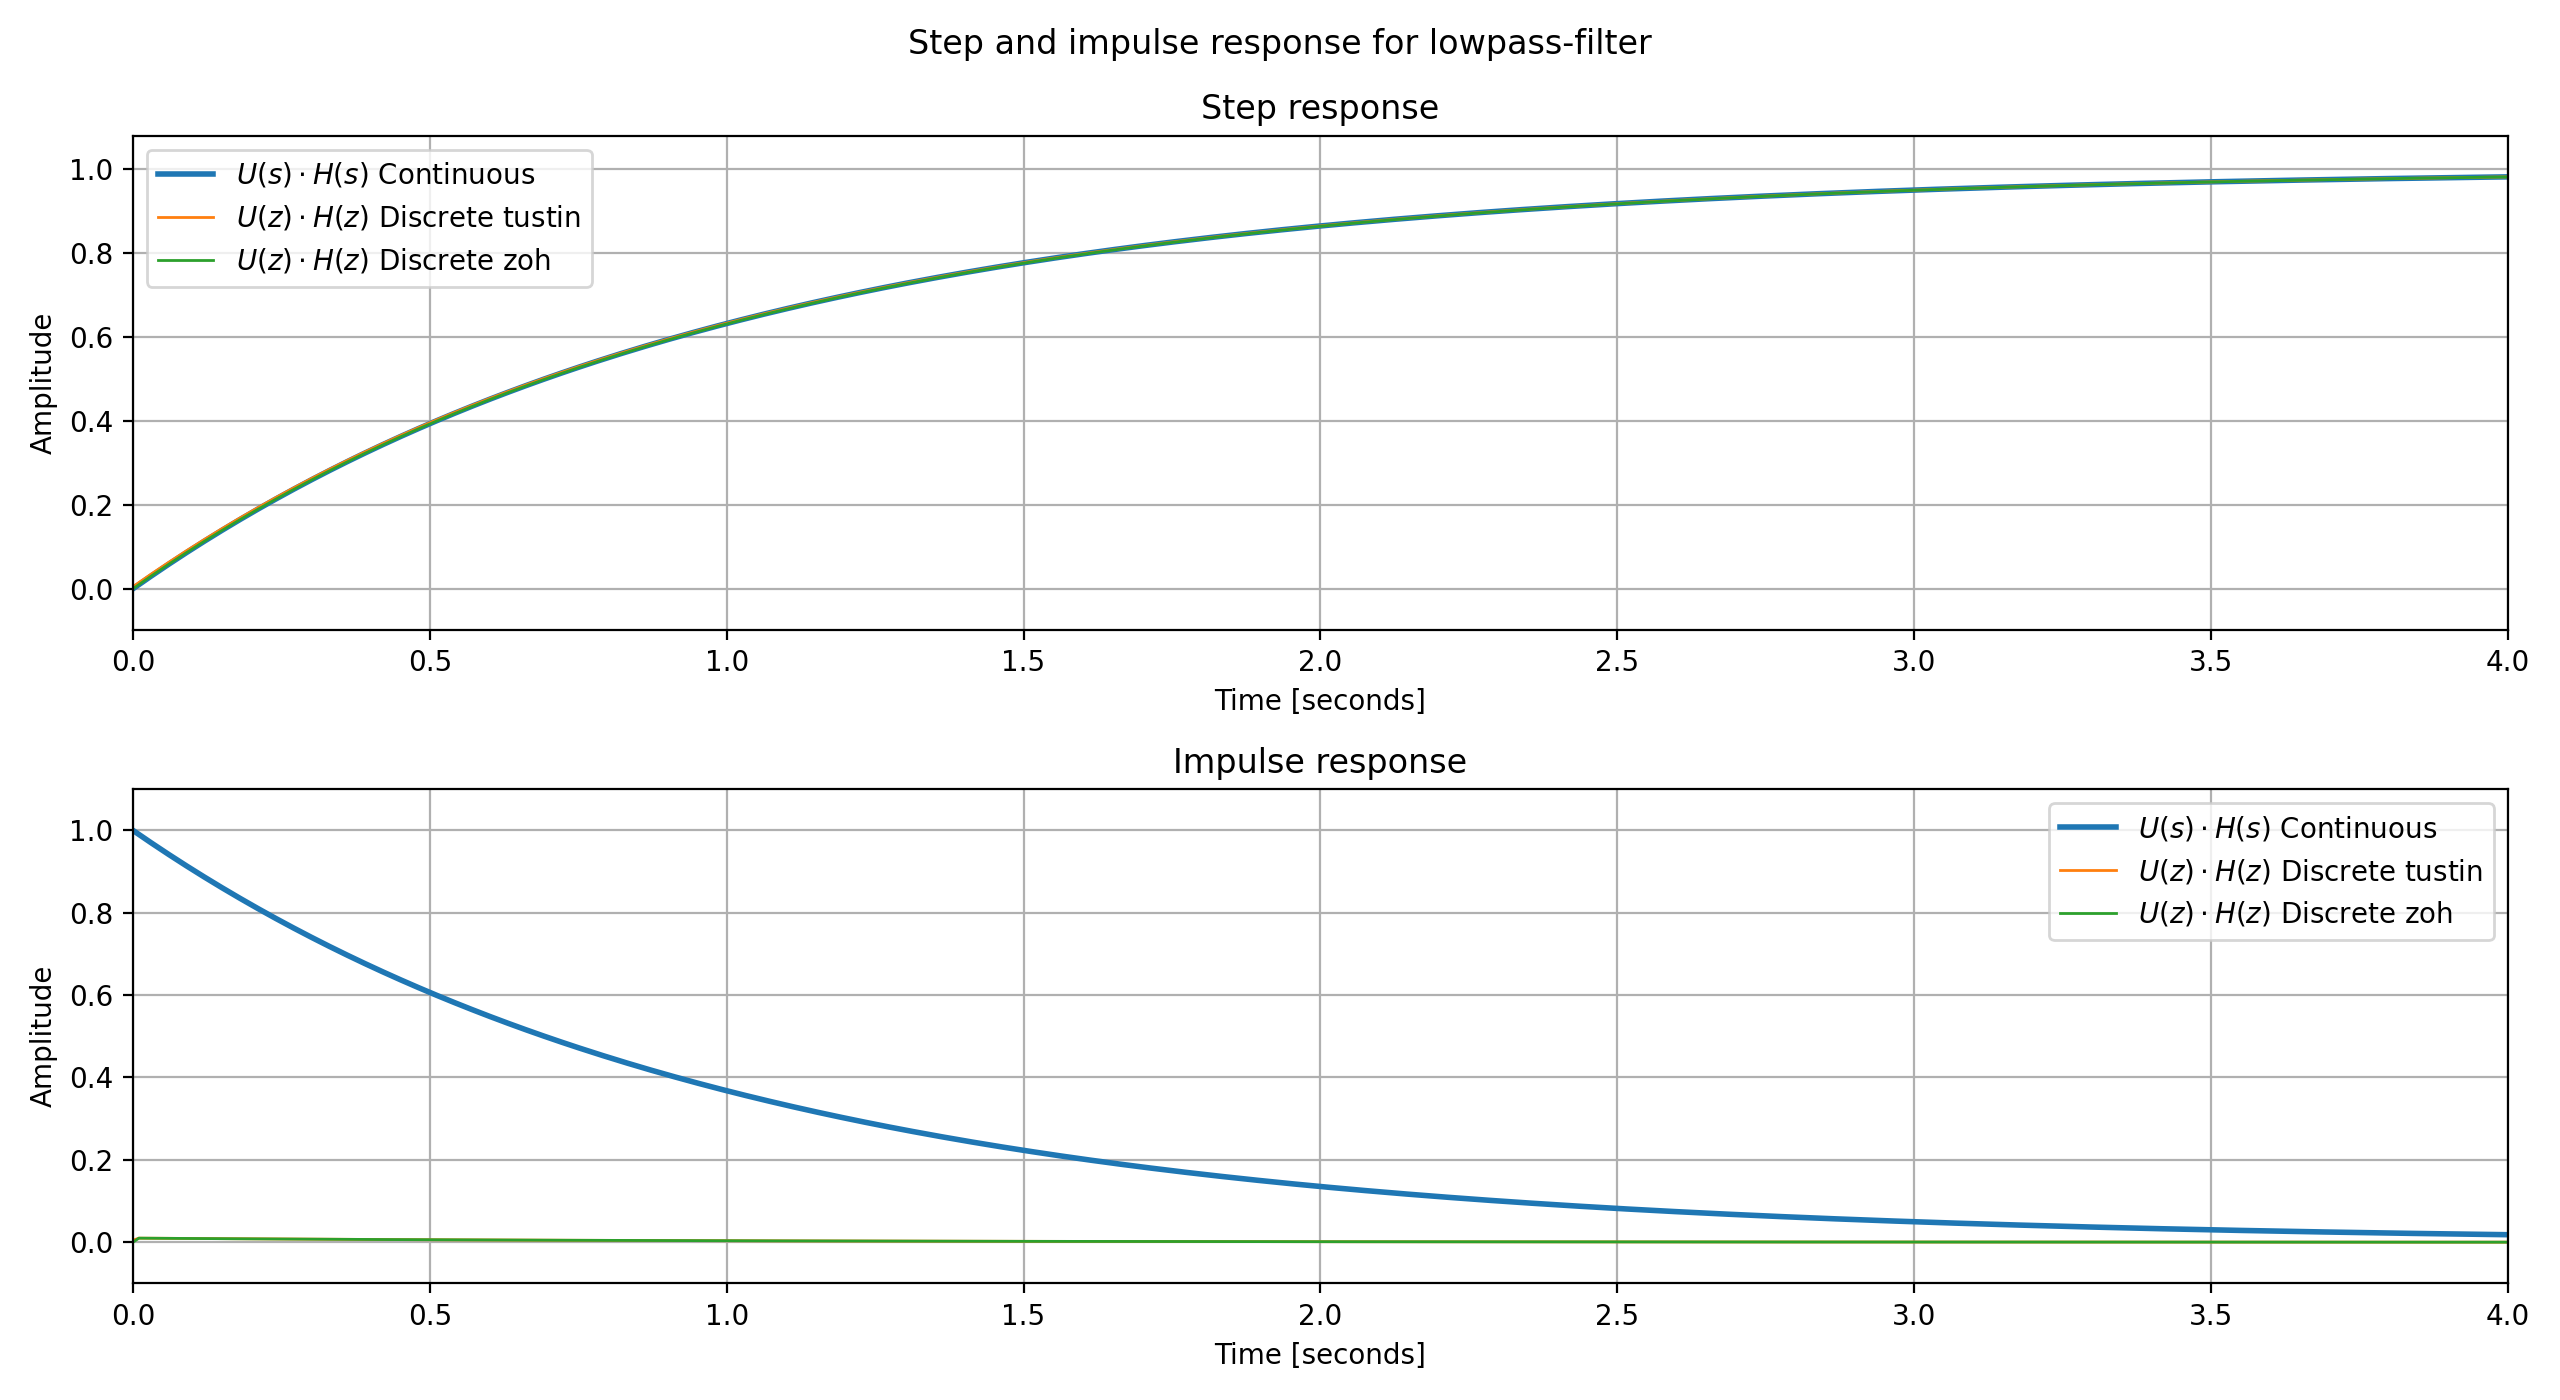 Step and impulse response for lowpass-filter
Step response
U(s) · H(s) Continuous
U(z) · H(z) Discrete tustin
U(z) · H(z) Discrete zoh
Amplitude
1.0
0.8
0.6
0.4
0.2
0.0
0.0 0.5 1.0 1.5 2.0 2.5 3.0 3.5 4.0
Time [seconds]
Impulse response
U(s) · H(s) Continuous
U(z) · H(z) Discrete tustin
U(z) · H(z) Discrete zoh
Amplitude
1.0
0.8
0.6
0.4
0.2
0.0
0.0 0.5 1.0 1.5 2.0 2.5 3.0 3.5 4.0
Time [seconds]